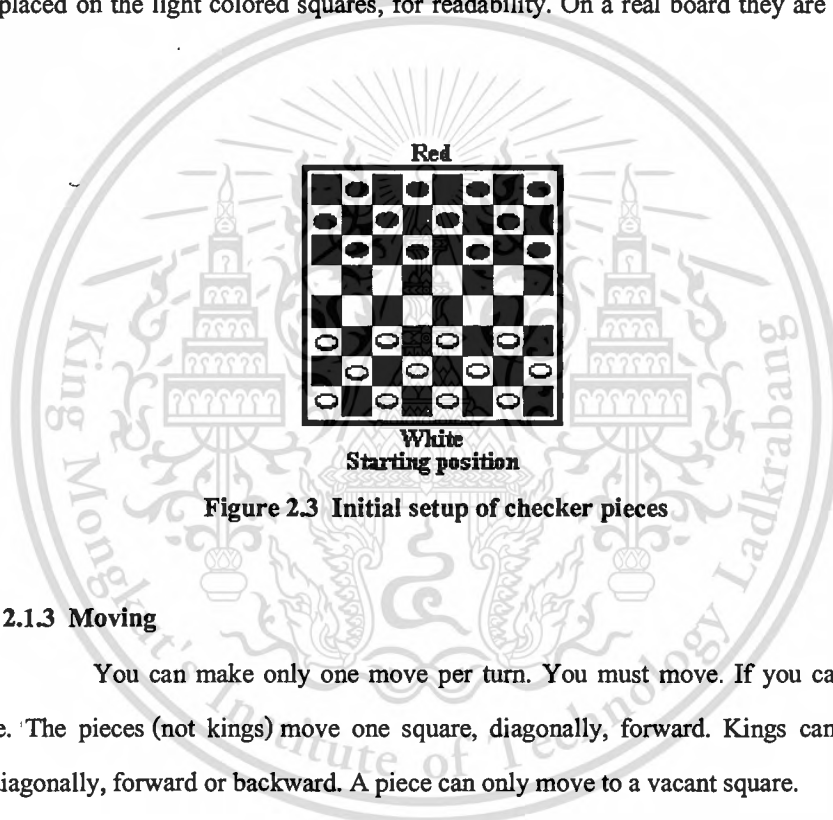 placed on the light colored squares, for readability. On a real board they are
Red
White
Starting position
Figure 2.3 Initial setup of checker pieces
2.1.3 Moving
You can make only one move per turn. You must move. If you ca
e. The pieces (not kings) move one square, diagonally, forward. Kings can
diagonally, forward or backward. A piece can only move to a vacant square.
King Mongkut's Institute of Technology Ladkrabang